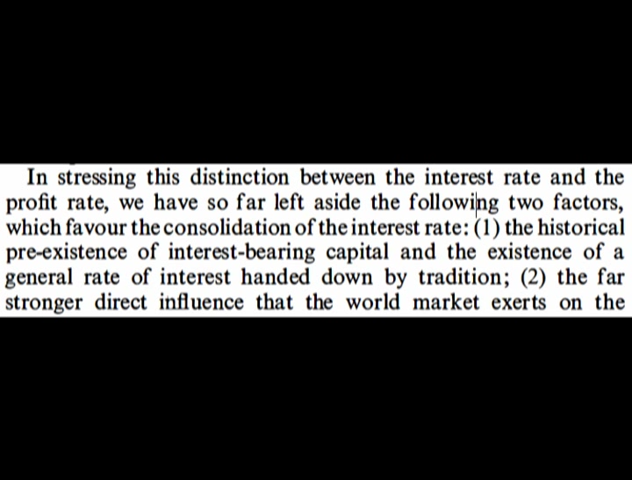 In stressing this distinction between the interest rate and the
profit rate, we have so far left aside the following two factors,
which favour the consolidation of the interest rate: (1) the historical
pre-existence of interest-bearing capital and the existence of a
general rate of interest handed down by tradition; (2) the far
stronger direct influence that the world market exerts on the